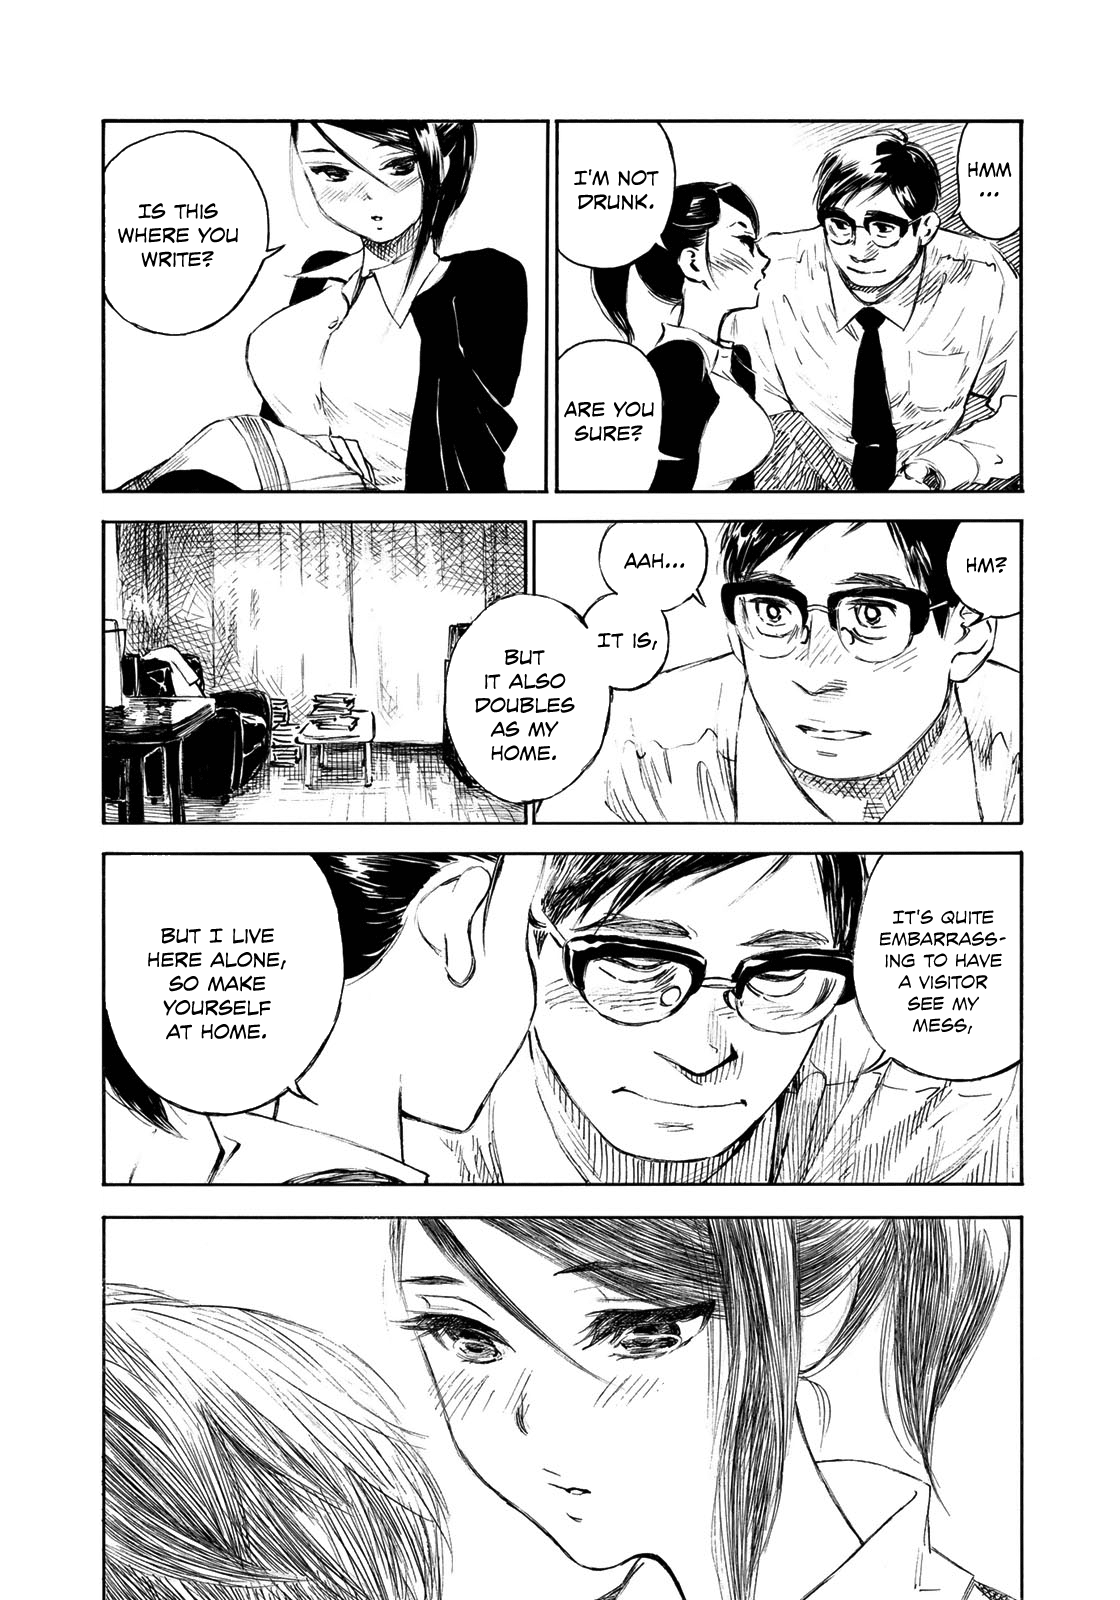 HMM
...
I'M NOT
DRUNK.
ARE YOU
SURE?
IS THIS
WHERE YOU
WRITE?
HM?
AAH...
IT IS,
BUT
IT ALSO
DOUBLES
AS MY
HOME.
IT'S QUITE
EMBARRASS-
ING TO HAVE
A VISITOR
SEE MY
MESS,
BUT I LIVE
HERE ALONE,
SO MAKE
YOURSELF
AT HOME.